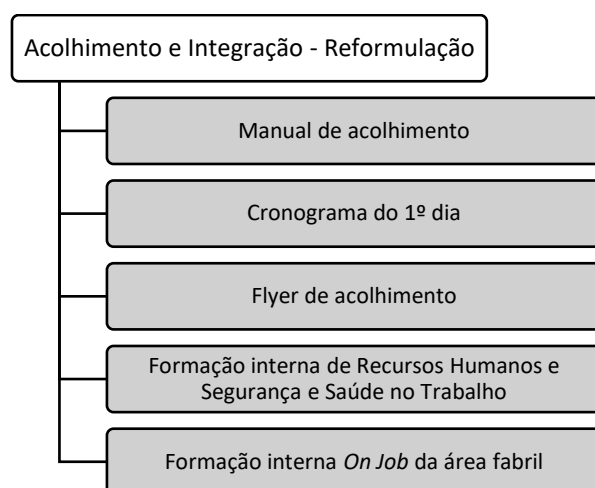 Acolhimento e Integração - Reformulação
Manual de acolhimento
Cronograma do 1º dia
Flyer de acolhimento
Formação interna de Recursos Humanos e
Segurança e Saúde no Trabalho
Formação interna On Job da área fabril